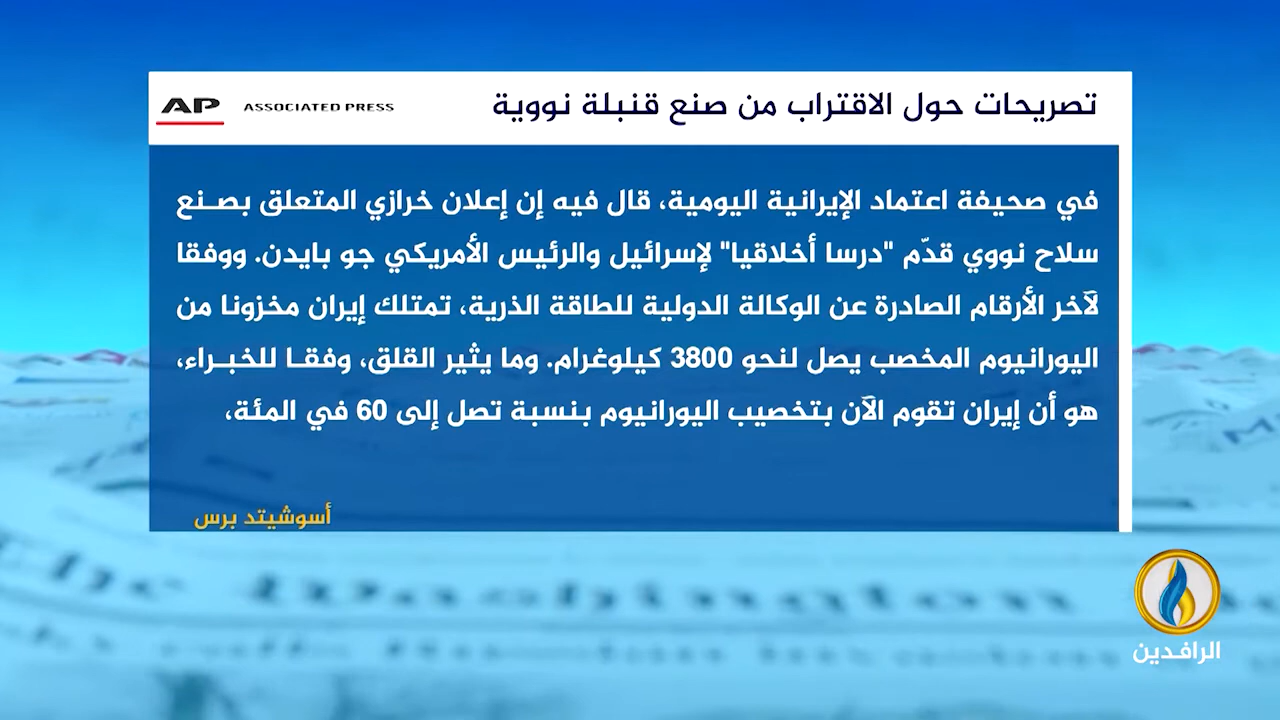 AP ASSOCIATED PRESS تصريحات حول الاقتراب من صنع قنبلة نووية
في صحيفة اعتماد الإيرانية اليومية، قال فيه إن إعلان خرازي المتعلق بصنع
سلاح نووي قدّم "درسا أخلاقيا" لإسرائيل والرئيس الأمريكي جو بايدن. ووفقا
لآخر الأرقام الصادرة عن الوكالة الدولية للطاقة الذرية، تمتلك إيران مخزونا من
اليورانيوم المخصب يصل لنحو 3800 كيلوغرام. وما يثير القلق، وفقا للخبراء،
هو أن إيران تقوم الآن بتخصيب اليورانيوم بنسبة تصل إلى 60 في المئة،
أسوشيتد برس
the Washington
الرافدين